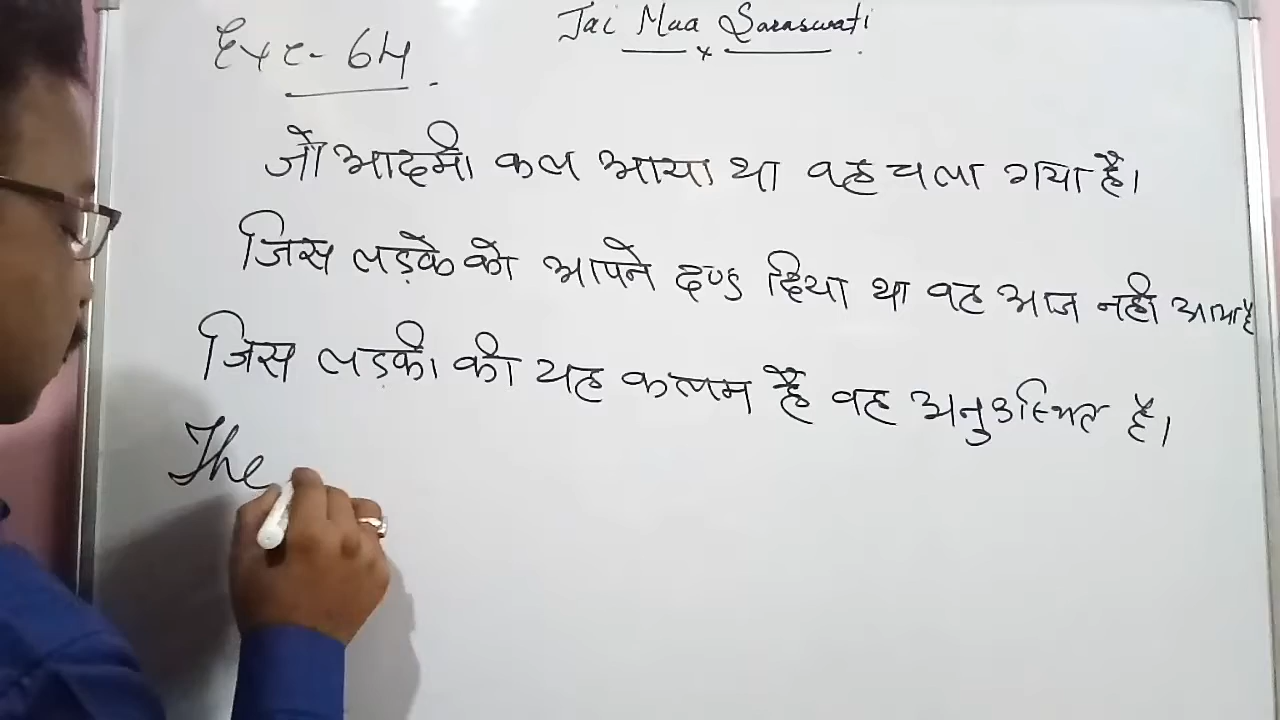 Jai Maa Saraswati
Exe-64.
जो आदमी कल आया था वह चला गया है।
जिस लड़के को आपने दण्ड दिया था वह आज नही आया है
जिस लड़की की यह कलम है वह अनुउस्थित है।
The